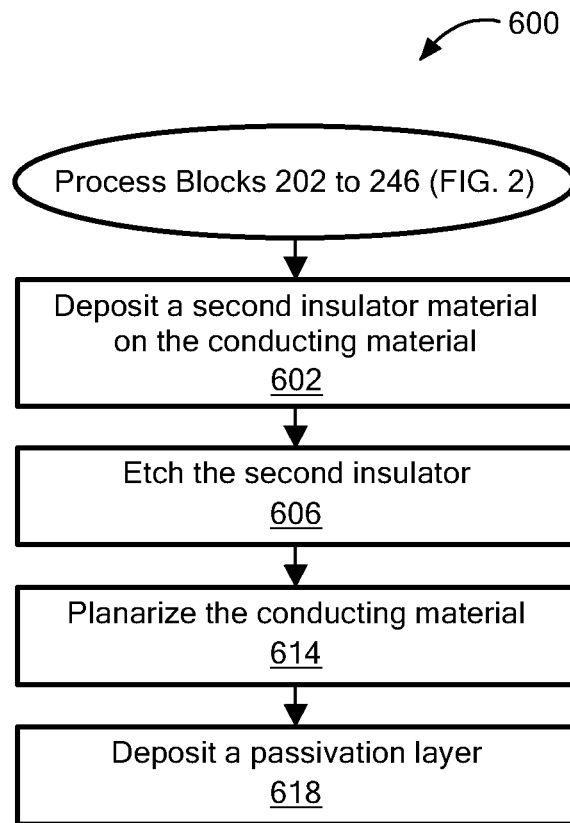 600
Process Blocks 202 to 246 (FIG. 2)
Deposit a second insulator material
on the conducting material
602
Etch the second insulator
606
Planarize the conducting material
614
Deposit a passivation layer
618